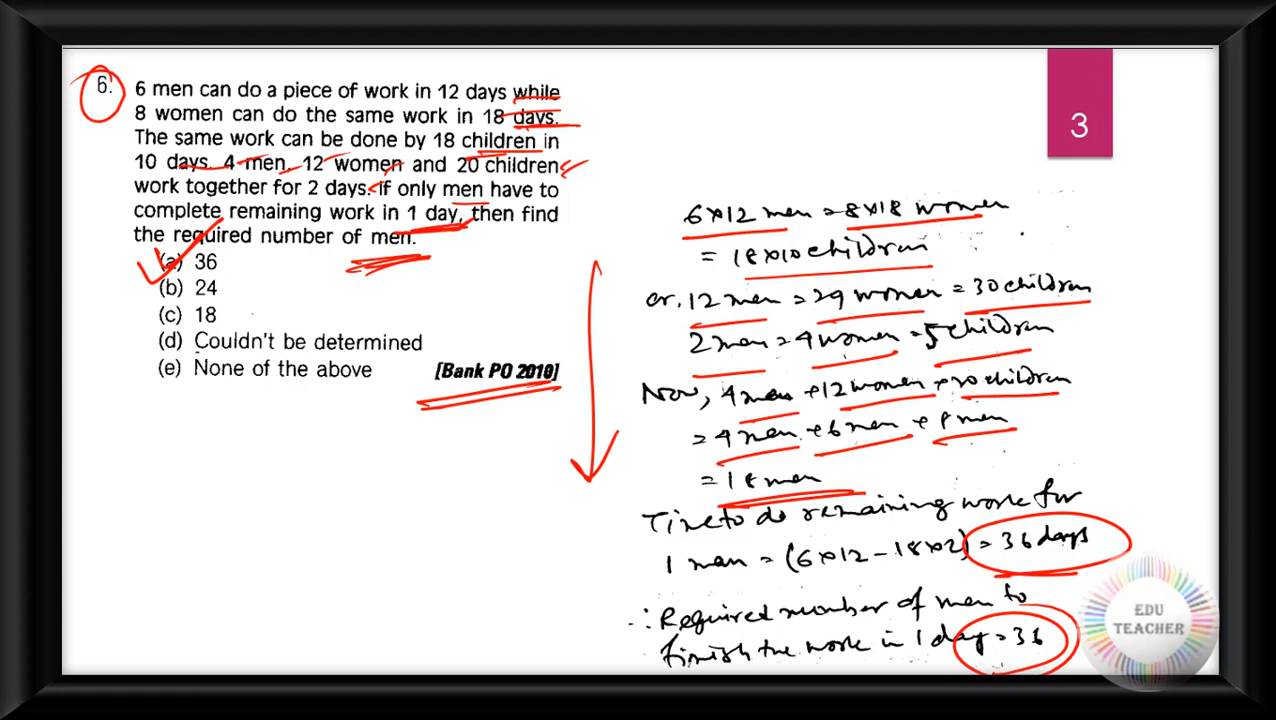 3
6. 6 men can do a piece of work in 12 days while
8 women can do the same work in 18 days.
The same work can be done by 18 children in
10 days. 4 men, 12 women and 20 children
work together for 2 days. If only men have to
complete remaining work in 1 day, then find
the required number of men.
(a) 36
(b) 24
(c) 18
(d) Couldn't be determined
(e) None of the above
[Bank PO 2010]
6×12 men = 8×18 women
= 18×10 children
or, 12 men = 24 women = 30 children
2 men = 4 women = 5 children
Now, 4 men + 12 women + 20 children
= 4 men + 6 men + 8 men
= 18 men
Time to do remaining work for
1 man = (6×12 – 18×2) = 36 days
∴ Required number of men to
finish the work in 1 day = 36
EDU
TEACHER